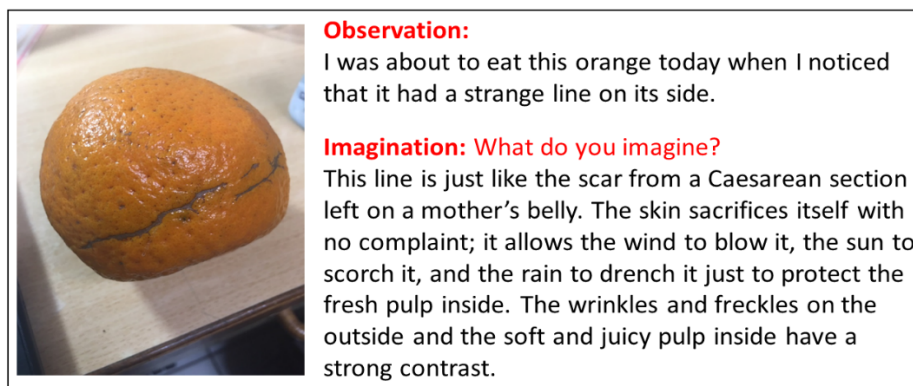 Observation:
I was about to eat this orange today when I noticed
that it had a strange line on its side.
Imagination: What do you imagine?
This line is just like the scar from a Caesarean section
left on a mother’s belly. The skin sacrifices itself with
no complaint; it allows the wind to blow it, the sun to
scorch it, and the rain to drench it just to protect the
fresh pulp inside. The wrinkles and freckles on the
outside and the soft and juicy pulp inside have a
strong contrast.